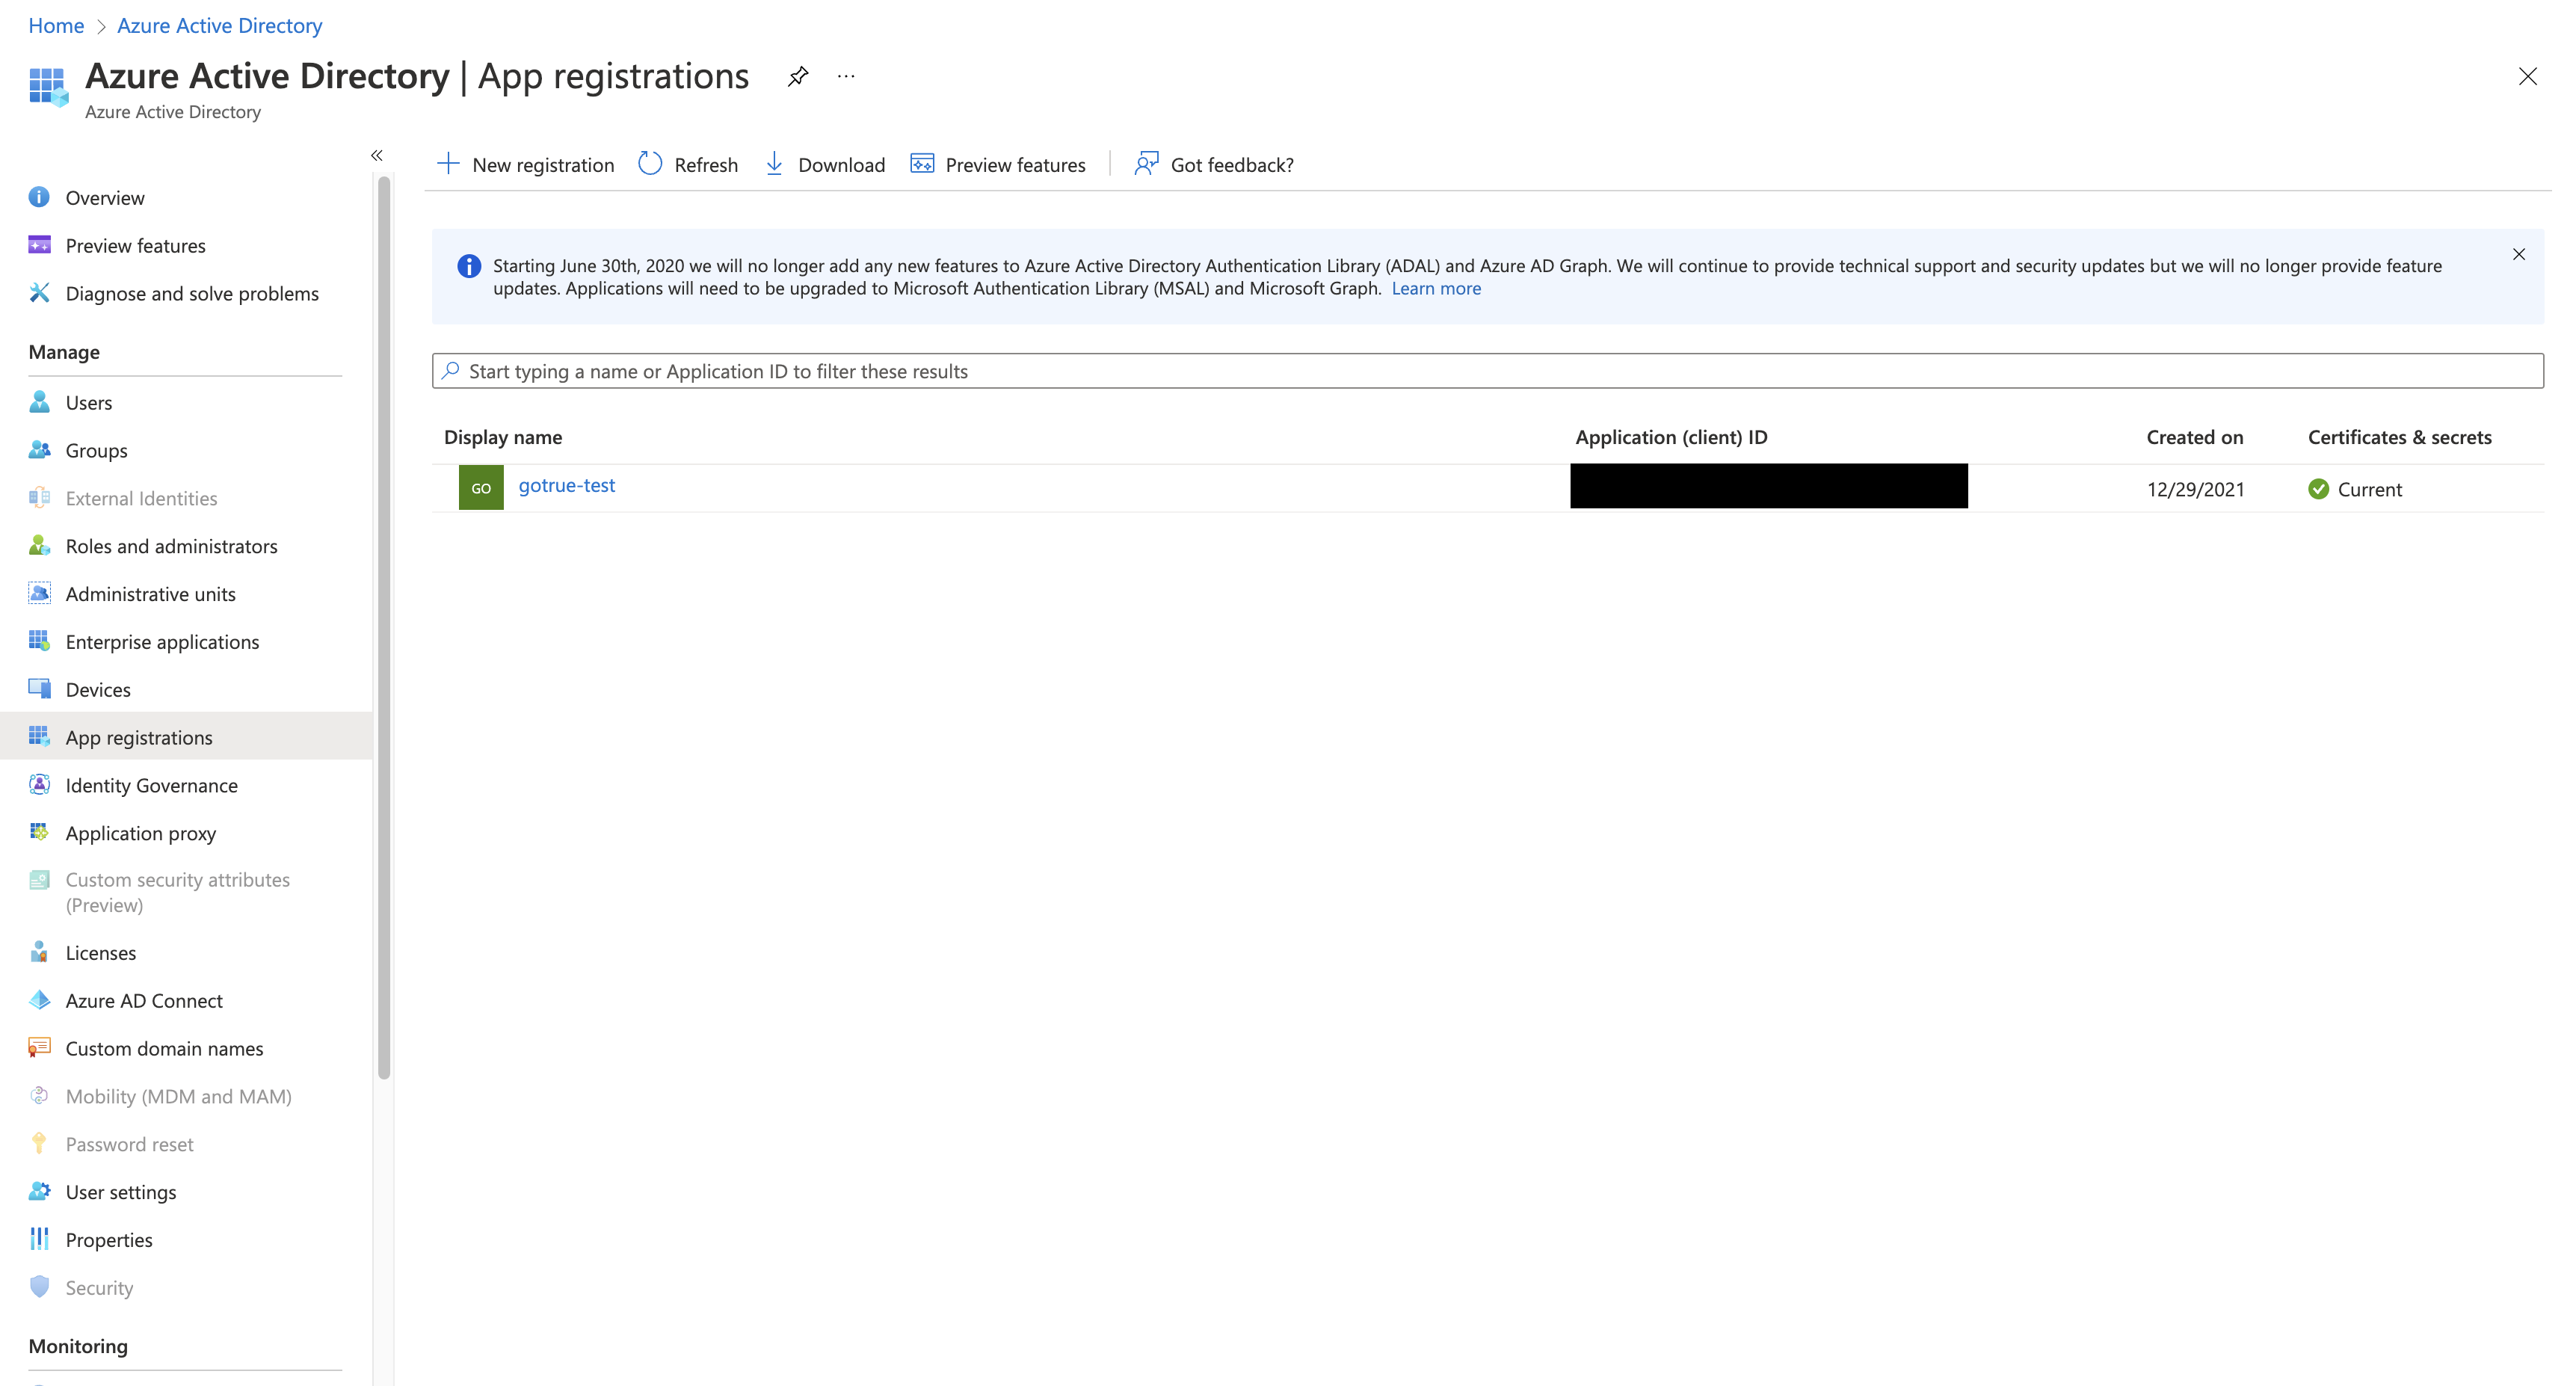 Home > Azure Active Directory
Azure Active Directory | App registrations ...
Azure Active Directory
«
Overview
Preview features
Diagnose and solve problems
Manage
Users
Groups
External Identities
Roles and administrators
Administrative units
Enterprise applications
Devices
App registrations
Identity Governance
Application proxy
Custom security attributes
(Preview)
Licenses
Azure AD Connect
Custom domain names
Mobility (MDM and MAM)
Password reset
User settings
Properties
Security
Monitoring
New registration Refresh Download Preview features Got feedback?
Starting June 30th, 2020 we will no longer add any new features to Azure Active Directory Authentication Library (ADAL) and Azure AD Graph. We will continue to provide technical support and security updates but we will no longer provide feature
updates. Applications will need to be upgraded to Microsoft Authentication Library (MSAL) and Microsoft Graph. Learn more
Start typing a name or Application ID to filter these results
Display name Application (client) ID Created on Certificates & secrets
GO gotrue-test 12/29/2021 Current